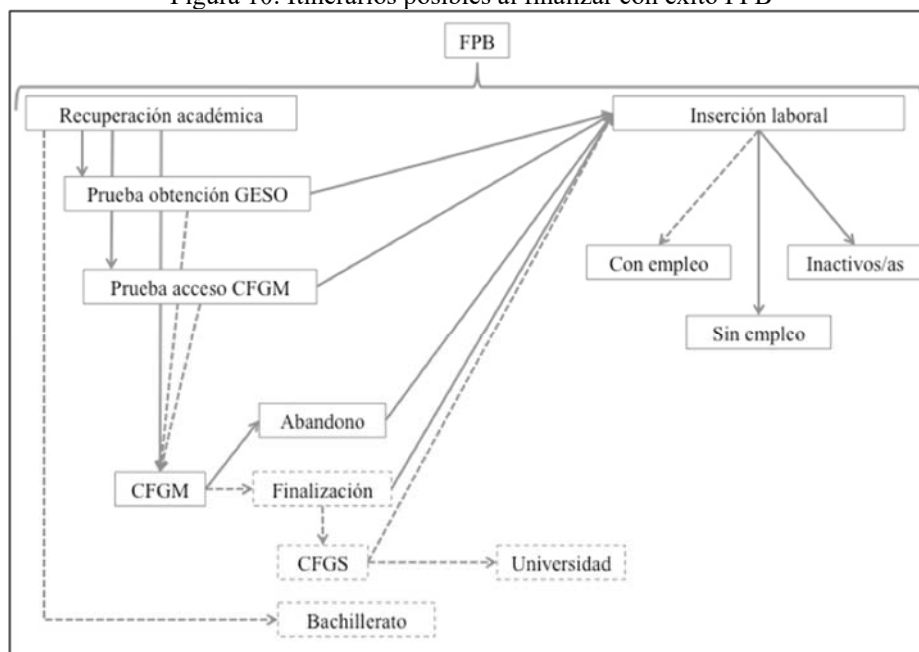 Figura 10. Itinerarios posibles al finalizar con éxito FPB
FPB
Recuperación académica
Inserción laboral
Prueba obtención GESO
Con empleo
Inactivos/as
Prueba acceso CFGM
Sin empleo
Abandono
CFGM
Finalización
CFGS
Universidad
Bachillerato